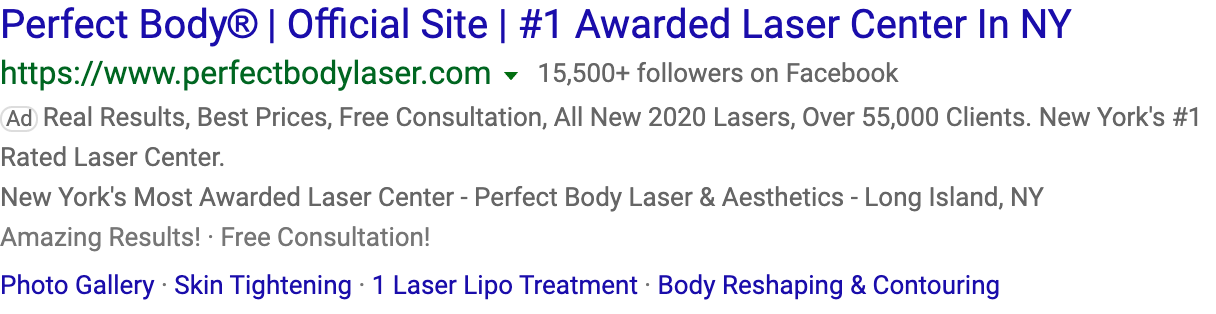 Perfect Body® | Official Site | #1 Awarded Laser Center In NY
https://www.perfectbodylaser.com 15,500+ followers on Facebook
Ad Real Results, Best Prices, Free Consultation, All New 2020 Lasers, Over 55,000 Clients. New York's #1
Rated Laser Center.
New York's Most Awarded Laser Center - Perfect Body Laser & Aesthetics - Long Island, NY
Amazing Results! · Free Consultation!
Photo Gallery · Skin Tightening · 1 Laser Lipo Treatment · Body Reshaping & Contouring